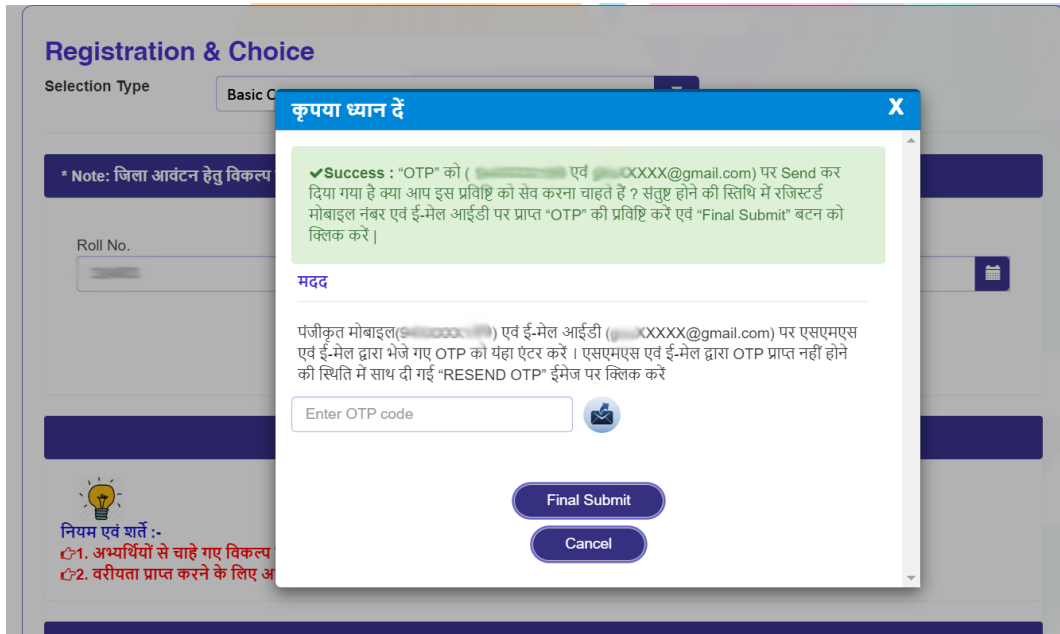 Registration & Choice
Selection Type
Basic C
कृपया ध्यान दें
X
* Note: जिला आवंटन हेतु विकल्प
✔Success : “OTP” को ( एवं XXXX@gmail.com) पर Send कर
दिया गया है क्या आप इस प्रविष्टि को सेव करना चाहते हैं ? संतुष्ट होने की स्तिथि में रजिस्टर्ड
मोबाइल नंबर एवं ई-मेल आईडी पर प्राप्त “OTP” की प्रविष्टि करें एवं “Final Submit” बटन को
क्लिक करें |
Roll No.
मदद
पंजीकृत मोबाइल( ) एवं ई-मेल आईडी ( XXXX@gmail.com) पर एसएमएस
एवं ई-मेल द्वारा भेजे गए OTP को यंहा एंटर करें । एसएमएस एवं ई-मेल द्वारा OTP प्राप्त नहीं होने
की स्थिति में साथ दी गई “RESEND OTP” ईमेज पर क्लिक करें
Enter OTP code
Final Submit
Cancel
नियम एवं शर्ते :-
1. अभ्यर्थियों से चाहे गए विकल्प
2. वरीयता प्राप्त करने के लिए अ